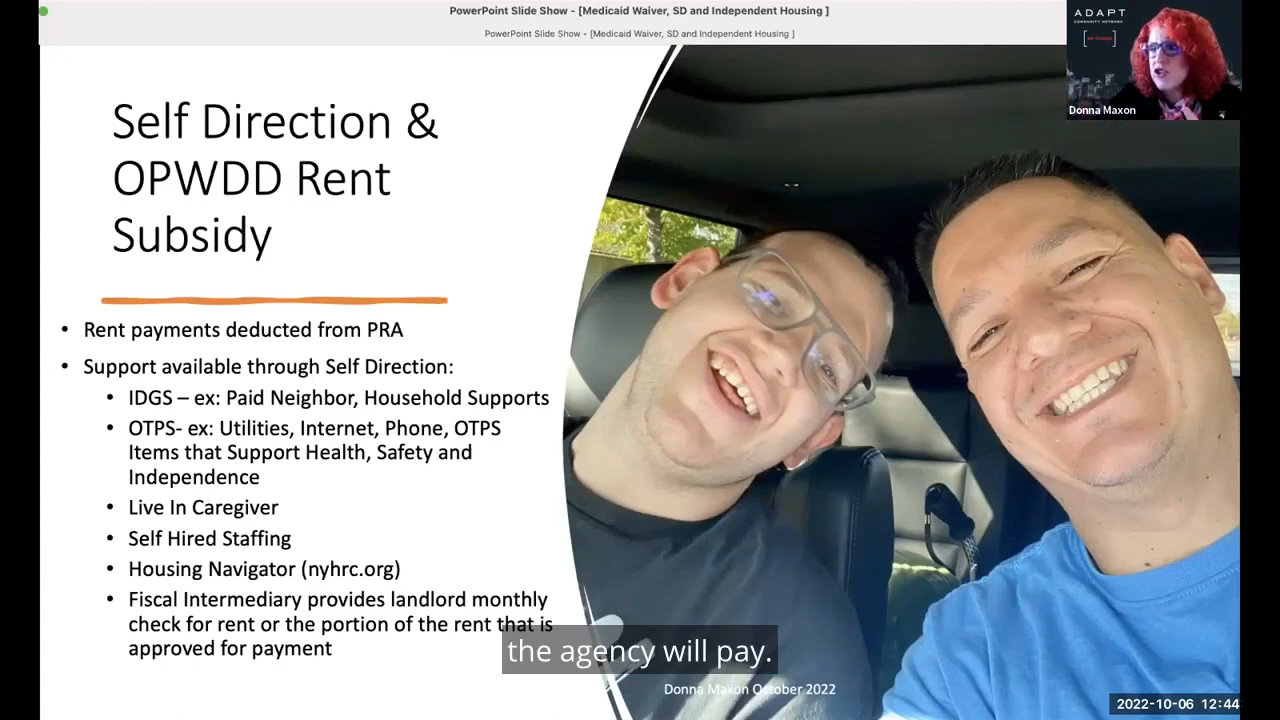 PowerPoint Slide Show - [Medicaid Waiver, SD and Independent Housing ]
PowerPoint Slide Show - [Medicaid Waiver, SD and Independent Housing ]
ADAPT
COMMUNITY NETWORK
Donna Maxon
Self Direction &
OPWDD Rent
Subsidy
• Rent payments deducted from PRA
• Support available through Self Direction:
• IDGS – ex: Paid Neighbor, Household Supports
• OTPS- ex: Utilities, Internet, Phone, OTPS
Items that Support Health, Safety and
Independence
• Live In Caregiver
• Self Hired Staffing
• Housing Navigator (nyhrc.org)
• Fiscal Intermediary provides landlord monthly
check for rent or the portion of the rent that is
approved for payment
the agency will pay.
Donna Maxon October 2022
2022-10-06 12:44